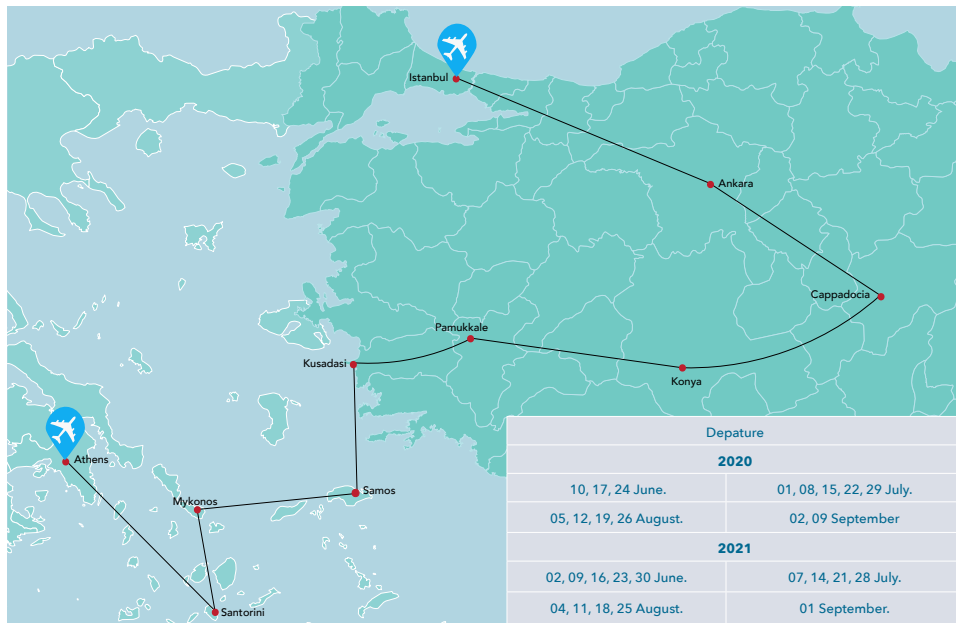 Istanbul
Ankara
Cappadocia
Pamukkale
Kusadasi
Konya
Athens
Samos
Mykonos
Santorini
Depature
2020
10, 17, 24 June.
01, 08, 15, 22, 29 July.
05, 12, 19, 26 August.
02, 09 September
2021
02, 09, 16, 23, 30 June.
07, 14, 21, 28 July.
04, 11, 18, 25 August.
01 September.